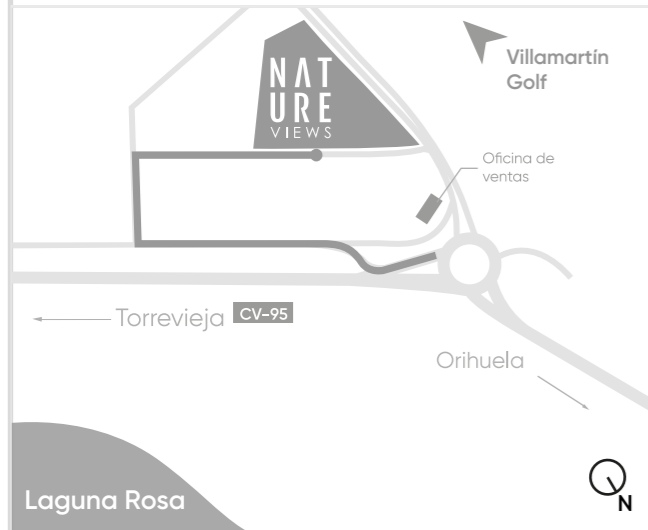 NAT
URE
VIEWS
Villamartín
Golf
Oficina de
ventas
Torrevieja CV-95
Orihuela
Laguna Rosa
N